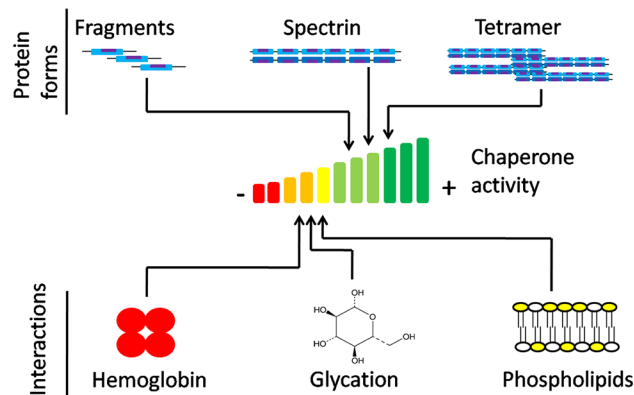 Protein
forms
Fragments
Spectrin
Tetramer
-
+
Chaperone
activity
Interactions
OH
HO
O
HO
OH
OH
Hemoglobin
Glycation
Phospholipids